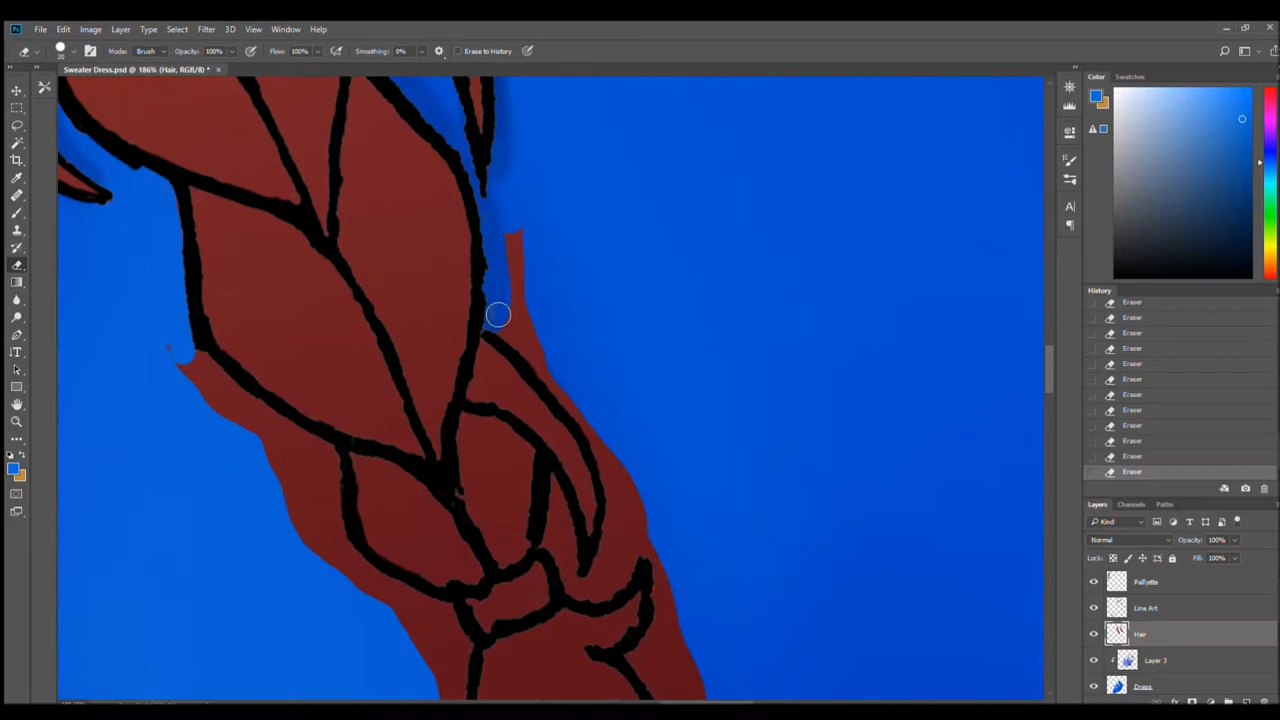 Ps File Edit Image Layer Type Select Filter 3D View Window Help
20 Mode: Brush Opacity: 100% Flow: 100% Smoothing: 0% Erase to History
Sweater Dress.psd @ 186% (Hair, RGB/8) * ×
Color Swatches
History
Eraser
Eraser
Eraser
Eraser
Eraser
Eraser
Eraser
Eraser
Eraser
Eraser
Eraser
Eraser
Layers Channels Paths
Kind
Normal Opacity: 100%
Lock: Fill: 100%
Line Art
Hair
Layer 3
Dress